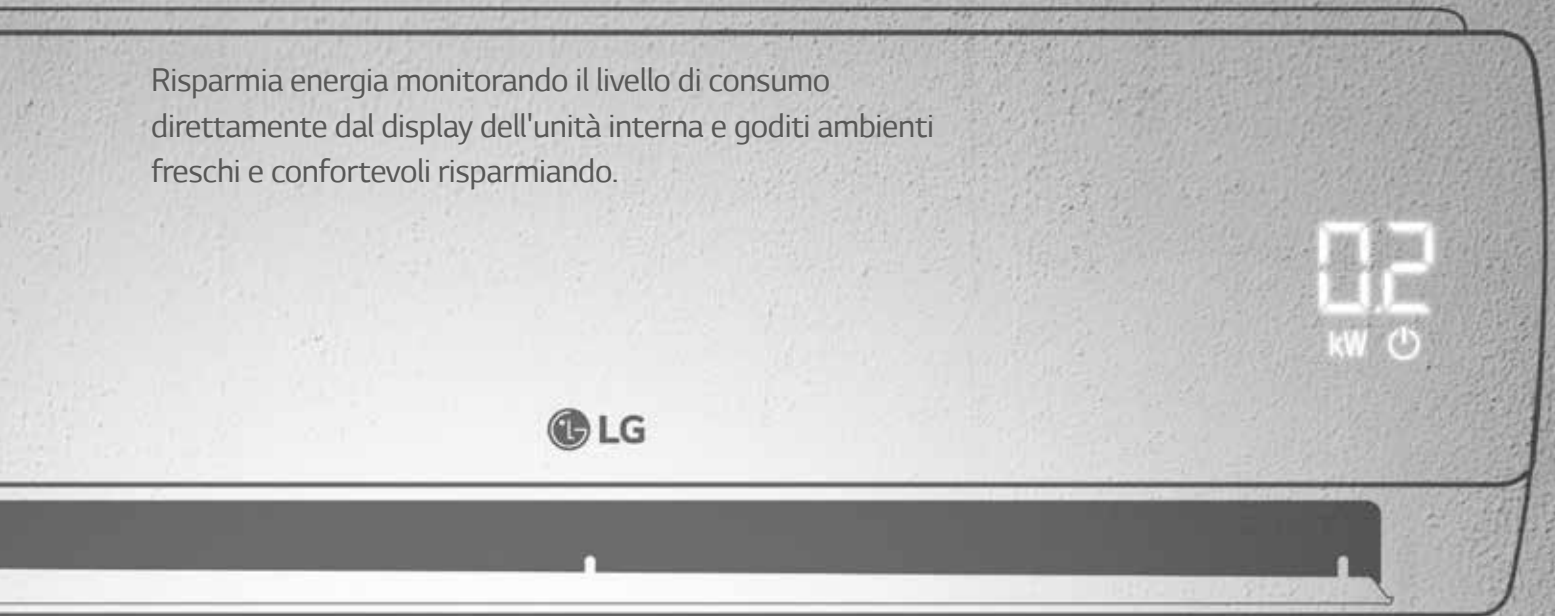 Risparmia energia monitorando il livello di consumo
direttamente dal display dell'unità interna e goditi ambienti
freschi e confortevoli risparmiando.
0.2
kW
LG